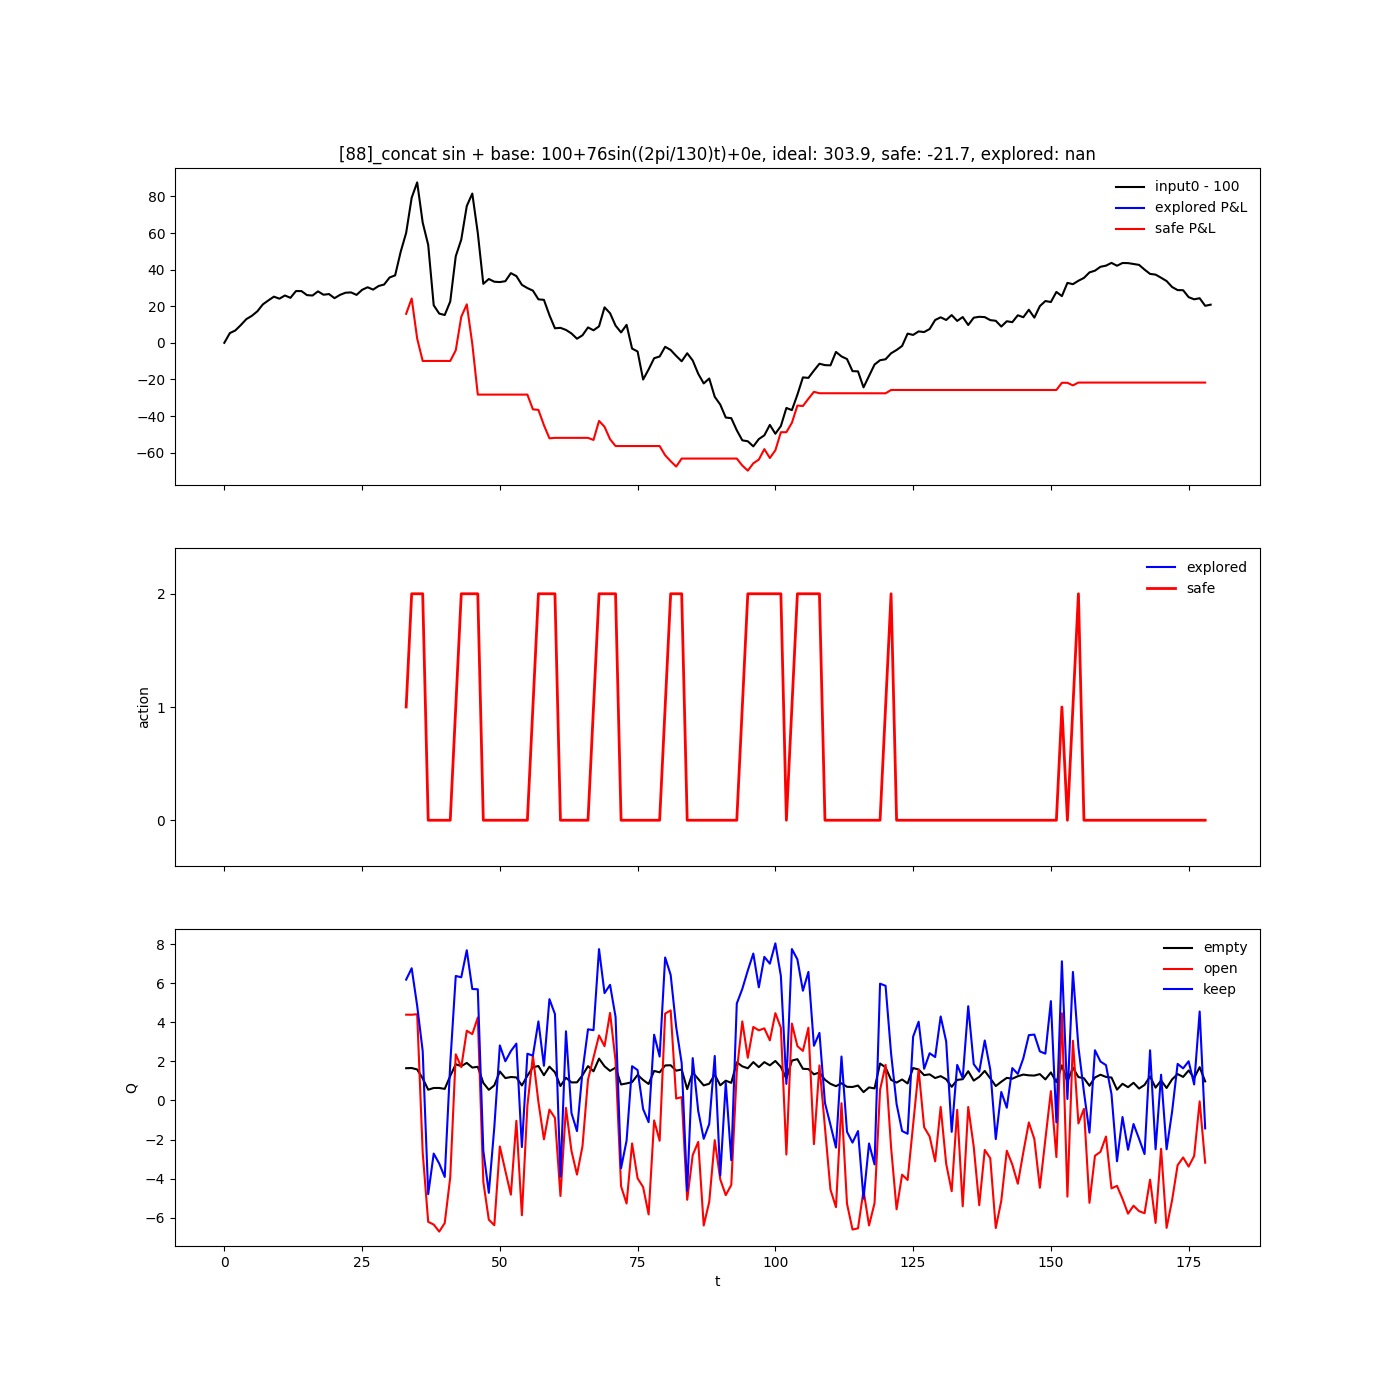 [88]_concat sin + base: 100+76sin((2pi/130)t)+0e, ideal: 303.9, safe: -21.7, explored: nan
input0 - 100
explored P&L
safe P&L
80
60
40
20
0
−20
−40
−60
explored
safe
2
1
0
action
empty
open
keep
8
6
4
2
0
−2
−4
−6
Q
0 25 50 75 100 125 150 175
t